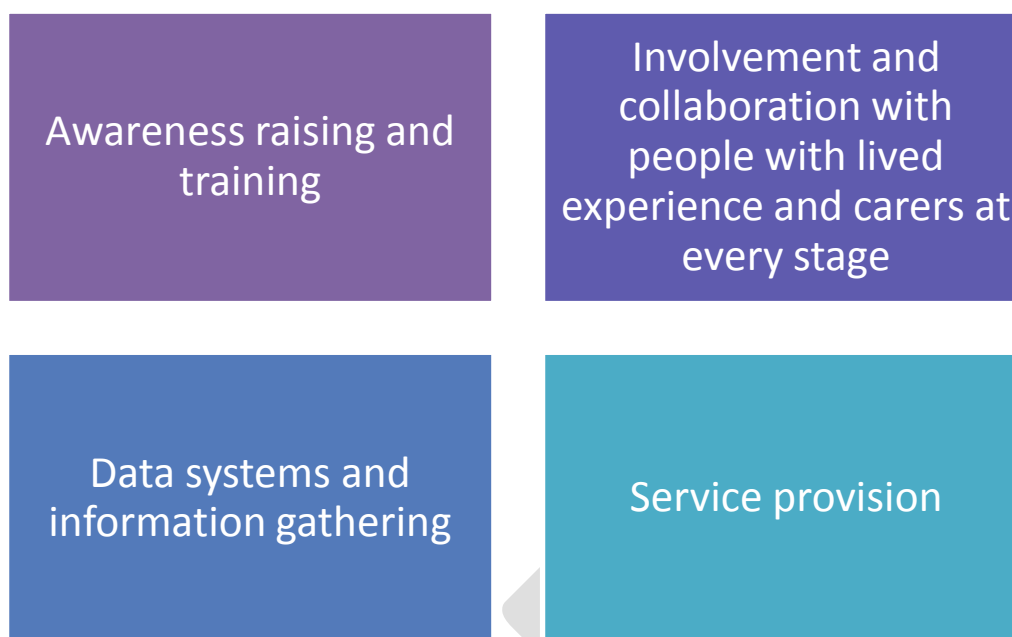 Awareness raising and
training
Involvement and
collaboration with
people with lived
experience and carers at
every stage
Data systems and
information gathering
Service provision